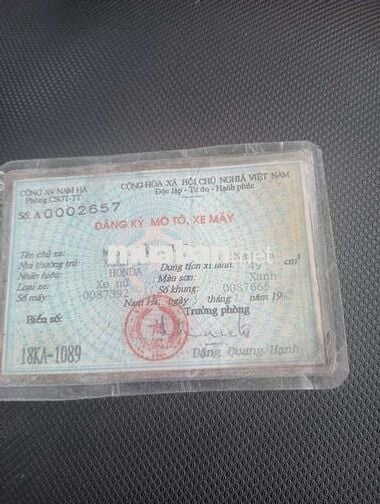 CÔNG AN NAM HÀ
CỘNG HÒA XÃ HỘI CHỦ NGHĨA VIỆT NAM
Phòng CSGT-TT
Độc lập - Tự do - Hạnh phúc
Số: A 0002657
ĐĂNG KÝ MÔ TÔ, XE MÁY
Tên chủ xe:
Nơi thường trú:
Nhãn hiệu: HONDA Dung tích xi lanh: 49 cm³
Loại xe: Xe nữ Màu sơn: Xanh
Số máy: 0087392 Số khung: 0087665
Nam Hà, ngày tháng năm 19
Trưởng phòng
Biển số:
18KA-1089
Đặng Quang Hạnh